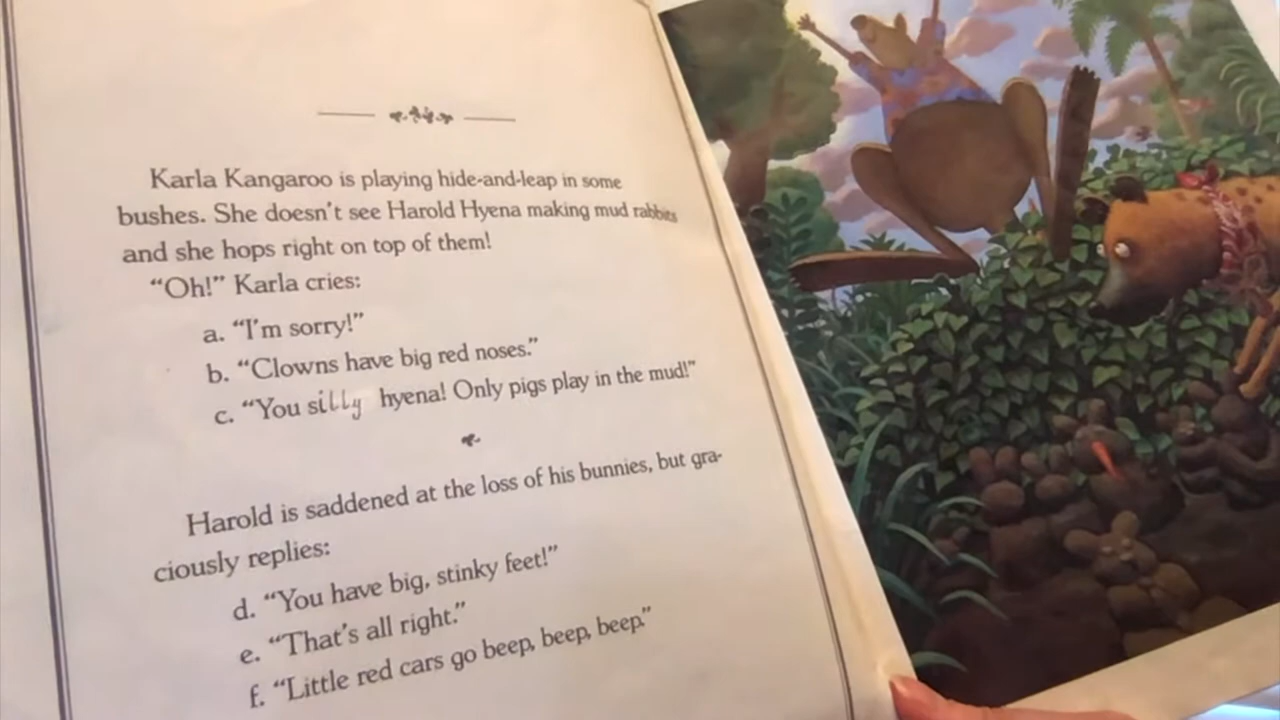 Karla Kangaroo is playing hide-and-leap in some
bushes. She doesn't see Harold Hyena making mud rabbits
and she hops right on top of them!
"Oh!" Karla cries:
a. "I'm sorry!"
b. "Clowns have big red noses."
c. "You silly hyena! Only pigs play in the mud!"
Harold is saddened at the loss of his bunnies, but gra-
ciously replies:
d. "You have big, stinky feet!"
e. "That's all right."
f. "Little red cars go beep, beep, beep."